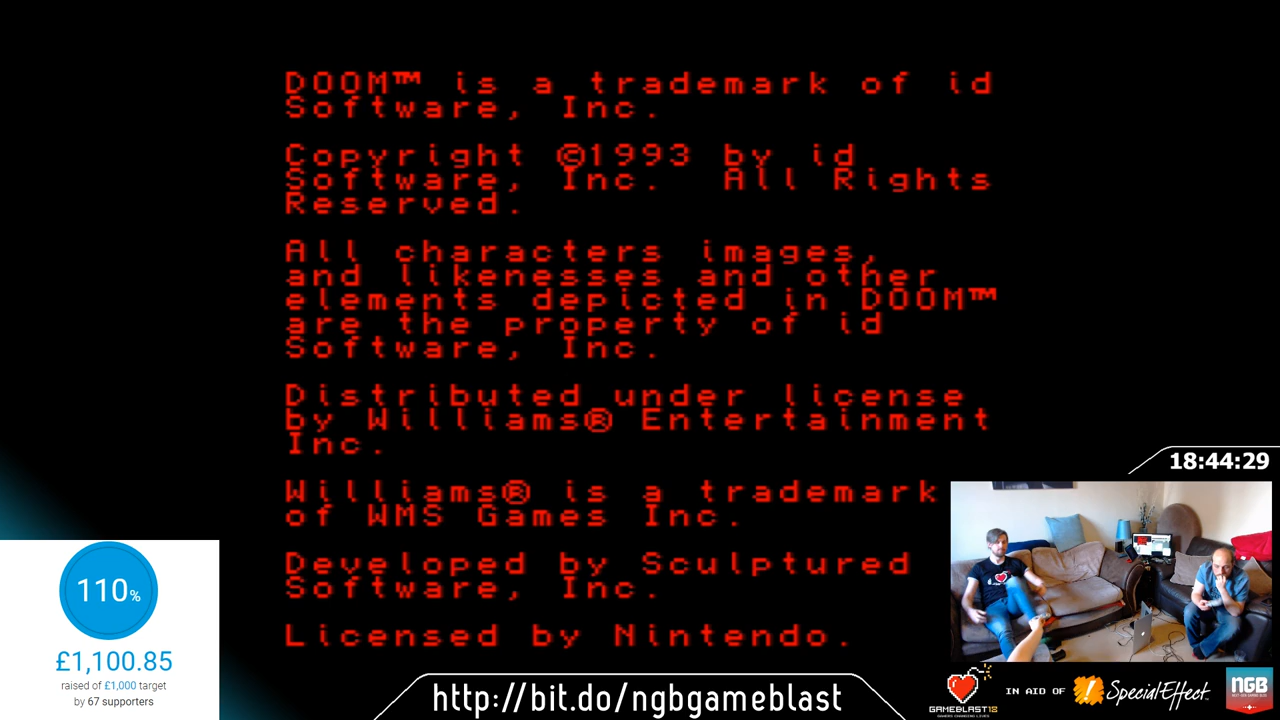 DOOM™ is a trademark of id
Software, Inc.
Copyright ©1993 by id
Software, Inc. All Rights
Reserved.
All characters images,
and likenesses and other
elements depicted in DOOM™
are the property of id
Software, Inc.
Distributed under license
by Williams® Entertainment
Inc.
Williams® is a trademark
of WMS Games Inc.
Developed by Sculptured
Software, Inc.
Licensed by Nintendo.
18:44:29
110%
£1,100.85
raised of £1,000 target
by 67 supporters
http://bit.do/ngbgameblast
GAMEBLAST18
IN AID OF
SpecialEffect
NGB